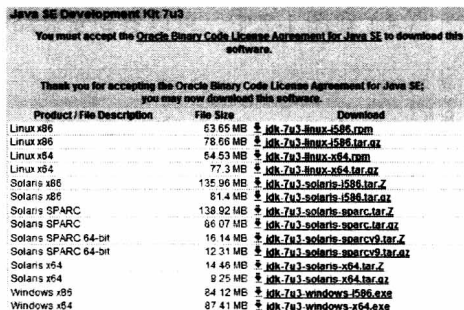 Java SE Development Kit 7u3
You must accept the Oracle Binary Code License Agreement for Java SE to download this
software.
Thank you for accepting the Oracle Binary Code License Agreement for Java SE;
you may now download this software.
Product / File Description File Size Download
Linux x86 63.65 MB jdk-7u3-linux-i586.rpm
Linux x86 78.66 MB jdk-7u3-linux-i586.tar.gz
Linux x64 64.53 MB jdk-7u3-linux-x64.rpm
Linux x64 77.3 MB jdk-7u3-linux-x64.tar.gz
Solaris x86 135.96 MB jdk-7u3-solaris-i586.tar.Z
Solaris x86 81.4 MB jdk-7u3-solaris-i586.tar.gz
Solaris SPARC 138.92 MB jdk-7u3-solaris-sparc.tar.Z
Solaris SPARC 86.07 MB jdk-7u3-solaris-sparc.tar.gz
Solaris SPARC 64-bit 16.14 MB jdk-7u3-solaris-sparcv9.tar.Z
Solaris SPARC 64-bit 12.31 MB jdk-7u3-solaris-sparcv9.tar.gz
Solaris x64 14.46 MB jdk-7u3-solaris-x64.tar.Z
Solaris x64 9.25 MB jdk-7u3-solaris-x64.tar.gz
Windows x86 84.12 MB jdk-7u3-windows-i586.exe
Windows x64 87.41 MB jdk-7u3-windows-x64.exe